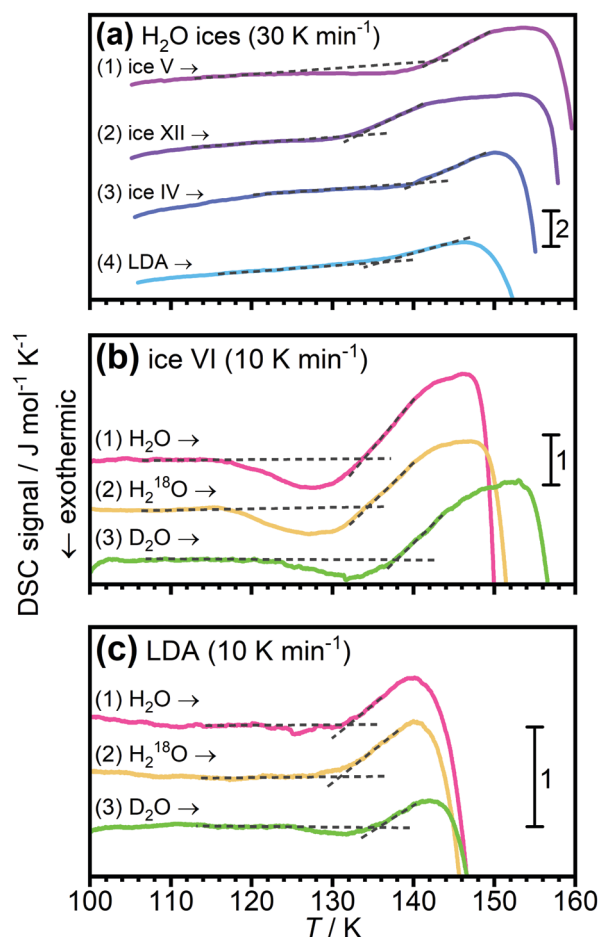 (a) H₂O ices (30 K min⁻¹)
(1) ice V →
(2) ice XII →
(3) ice IV →
2
(4) LDA →
DSC signal / J mol⁻¹ K⁻¹
← exothermic
(b) ice VI (10 K min⁻¹)
(1) H₂O →
1
(2) H₂¹⁸O →
(3) D₂O →
(c) LDA (10 K min⁻¹)
(1) H₂O →
(2) H₂¹⁸O →
1
(3) D₂O →
100 110 120 130 140 150 160
T / K